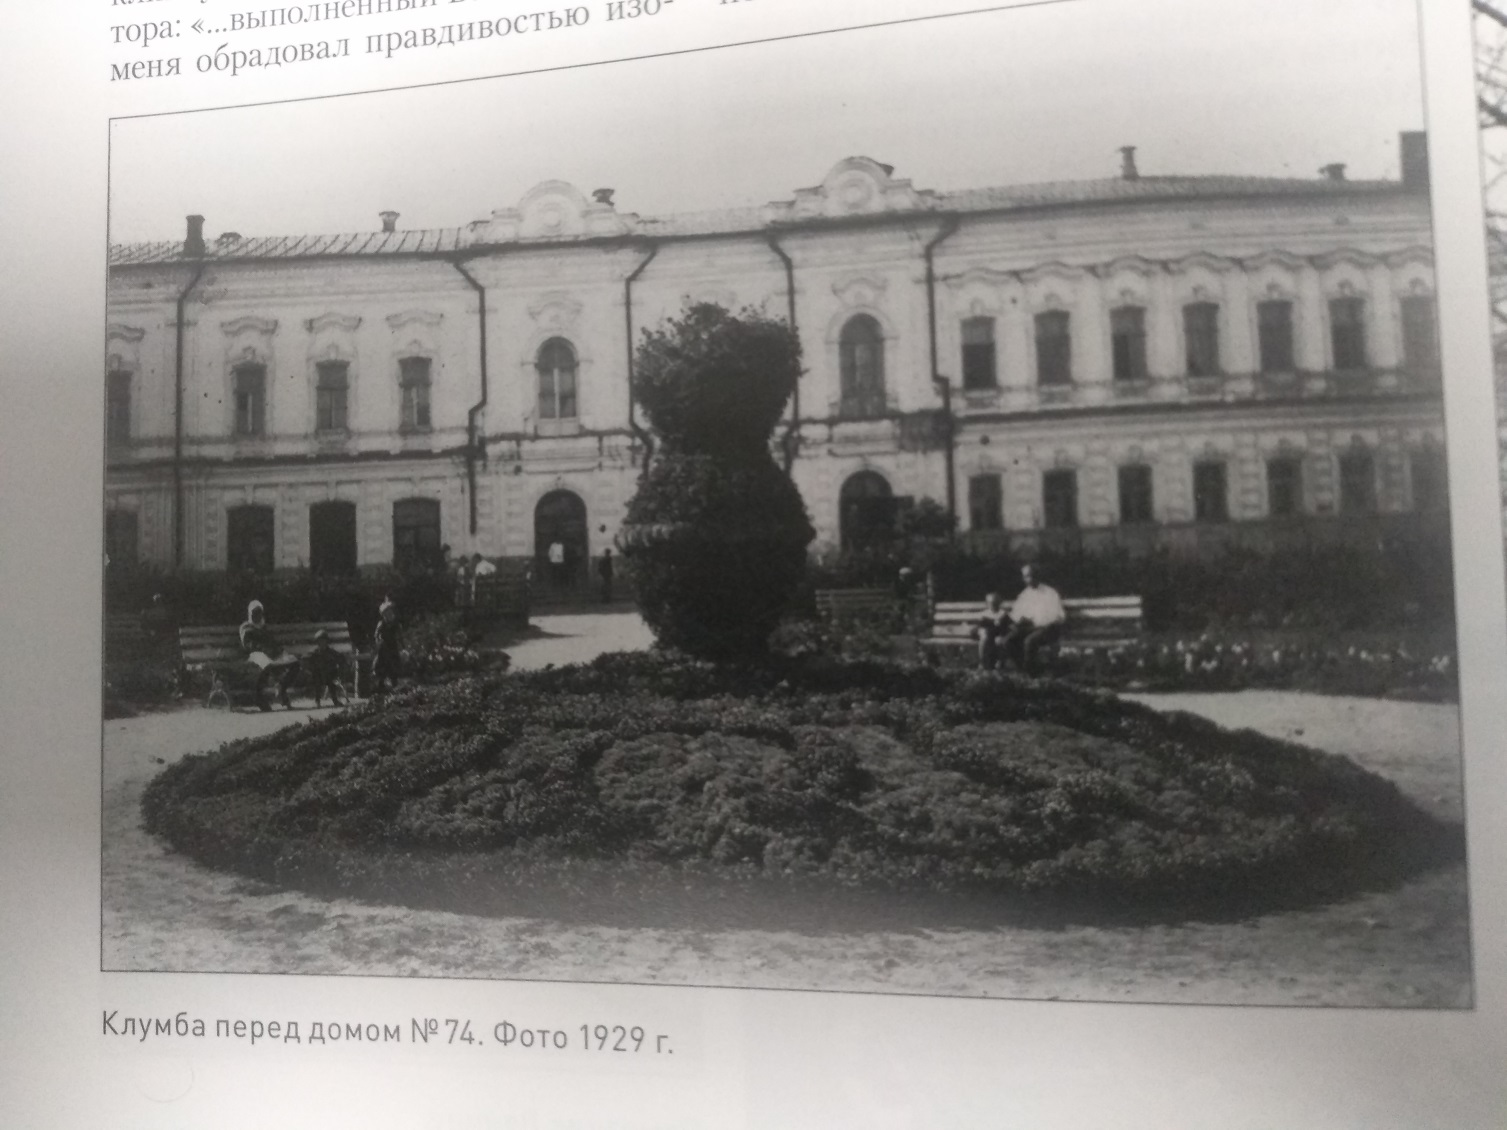 тора: «...выполненный
меня обрадовал правдивостью изо-
Клумба перед домом № 74. Фото 1929 г.